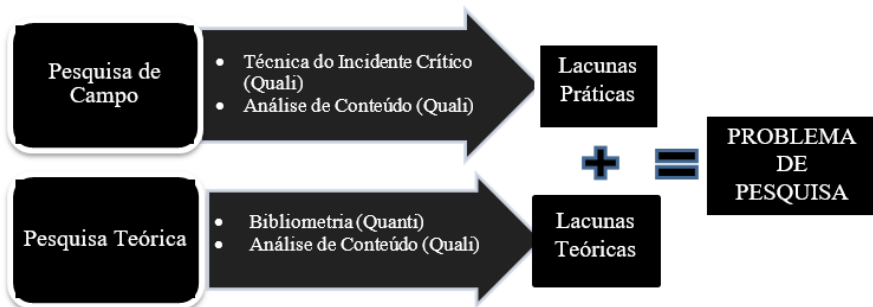 Pesquisa de
Campo
• Técnica do Incidente Crítico
(Quali)
• Análise de Conteúdo (Quali)
Lacunas
Práticas
Pesquisa Teórica
• Bibliometria (Quanti)
• Análise de Conteúdo (Quali)
Lacunas
Teóricas
+
=
PROBLEMA
DE
PESQUISA